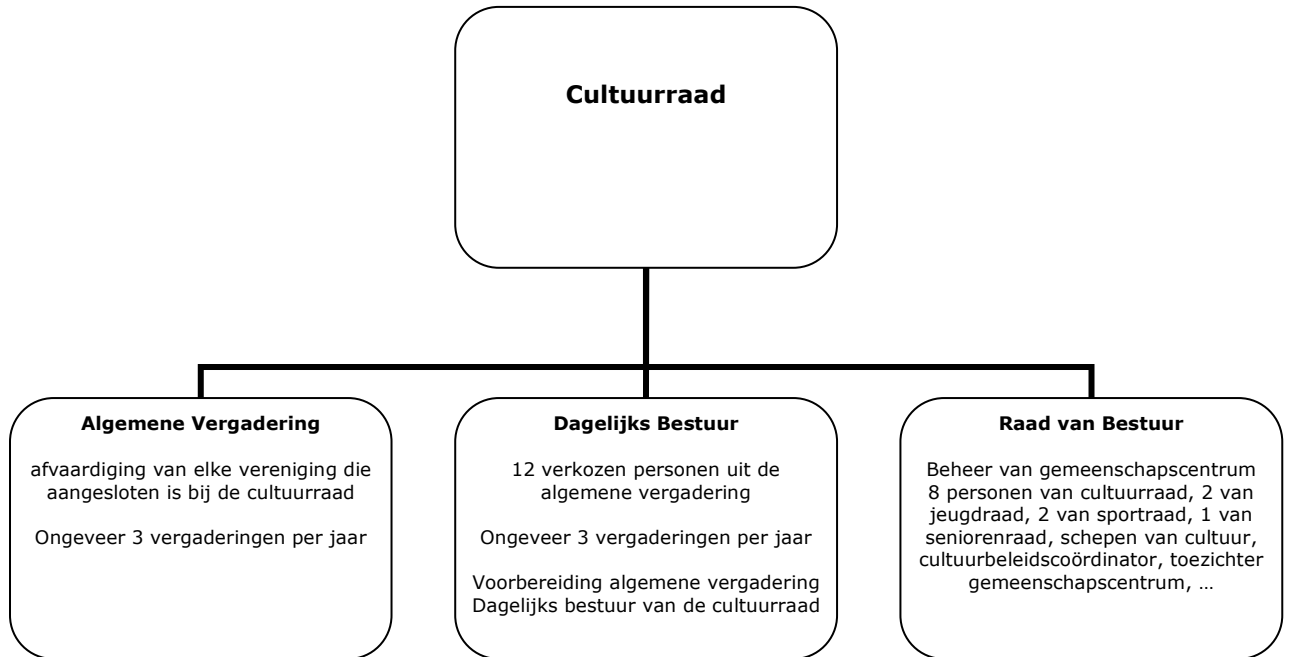 Cultuurraad
Algemene Vergadering
afvaardiging van elke vereniging die
aangesloten is bij de cultuurraad
Ongeveer 3 vergaderingen per jaar
Dagelijks Bestuur
12 verkozen personen uit de
algemene vergadering
Ongeveer 3 vergaderingen per jaar
Voorbereiding algemene vergadering
Dagelijks bestuur van de cultuurraad
Raad van Bestuur
Beheer van gemeenschapscentrum
8 personen van cultuurraad, 2 van
jeugdraad, 2 van sportraad, 1 van
seniorenraad, schepen van cultuur,
cultuurbeleidscoördinator, toezichter
gemeenschapscentrum, …